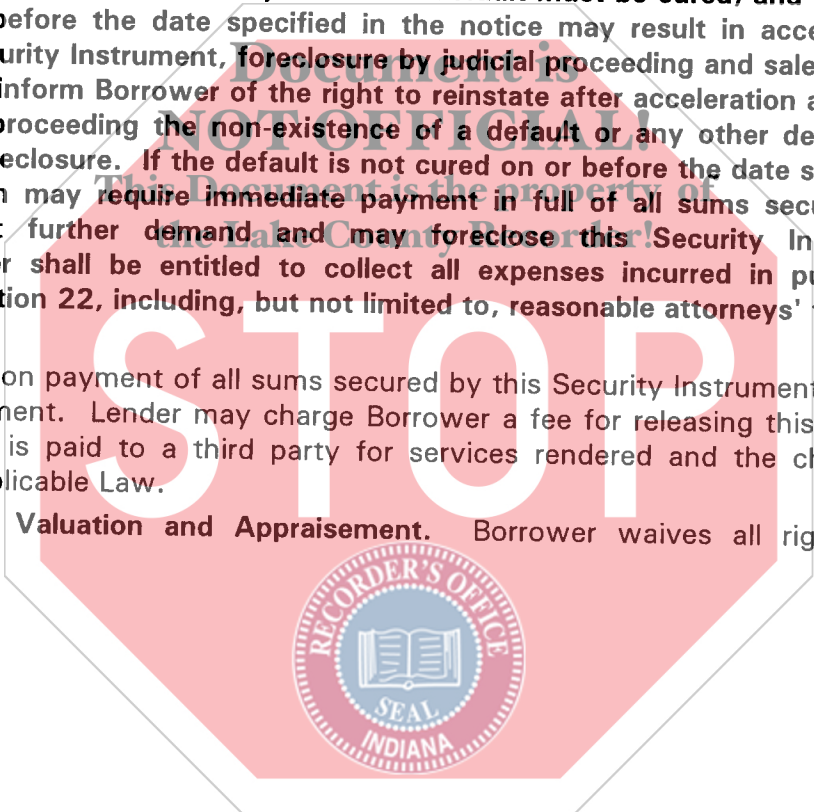 must be cured; and
before the date specified in the notice may result in acce
urity Instrument, foreclosure by judicial proceeding and sale
inform Borrower of the right to reinstate after acceleration a
proceeding the non-existence of a default or any other de
eclosure. If the default is not cured on or before the date s
may require immediate payment in full of all sums secu
further demand and may foreclose this Security In
r shall be entitled to collect all expenses incurred in pu
tion 22, including, but not limited to, reasonable attorneys'
on payment of all sums secured by this Security Instrument
ment. Lender may charge Borrower a fee for releasing this
is paid to a third party for services rendered and the ch
licable Law.
Valuation and Appraisement. Borrower waives all rig
Document is
NOT OFFICIAL!
This Document is the property of
the Lake County Recorder!
STOP
RECORDER'S OFFICE
SEAL
INDIANA